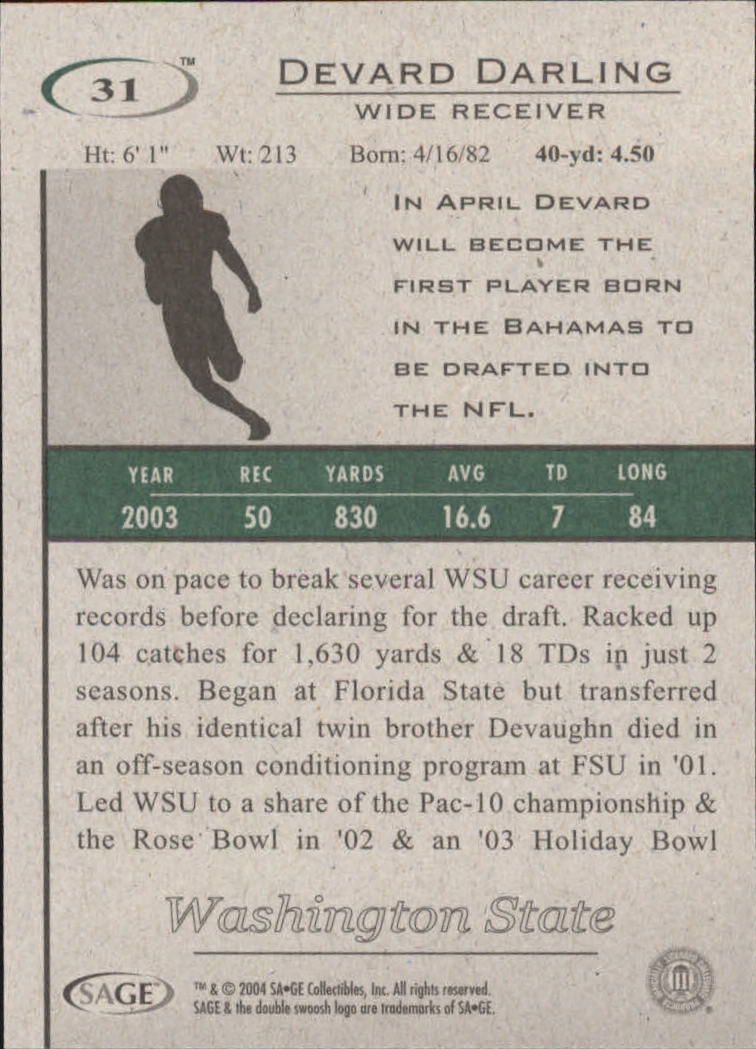 31 ™
DEVARD DARLING
WIDE RECEIVER
Ht: 6' 1" Wt: 213 Born: 4/16/82 40-yd: 4.50
IN APRIL DEVARD
WILL BECOME THE
FIRST PLAYER BORN
IN THE BAHAMAS TO
BE DRAFTED INTO
THE NFL.
YEAR REC YARDS AVG TD LONG
2003 50 830 16.6 7 84
Was on pace to break several WSU career receiving
records before declaring for the draft. Racked up
104 catches for 1,630 yards & 18 TDs in just 2
seasons. Began at Florida State but transferred
after his identical twin brother Devaughn died in
an off-season conditioning program at FSU in '01.
Led WSU to a share of the Pac-10 championship &
the Rose Bowl in '02 & an '03 Holiday Bowl
Washington State
SAGE
™ & © 2004 SA•GE Collectibles, Inc. All rights reserved.
SAGE & the double swoosh logo are trademarks of SA•GE.